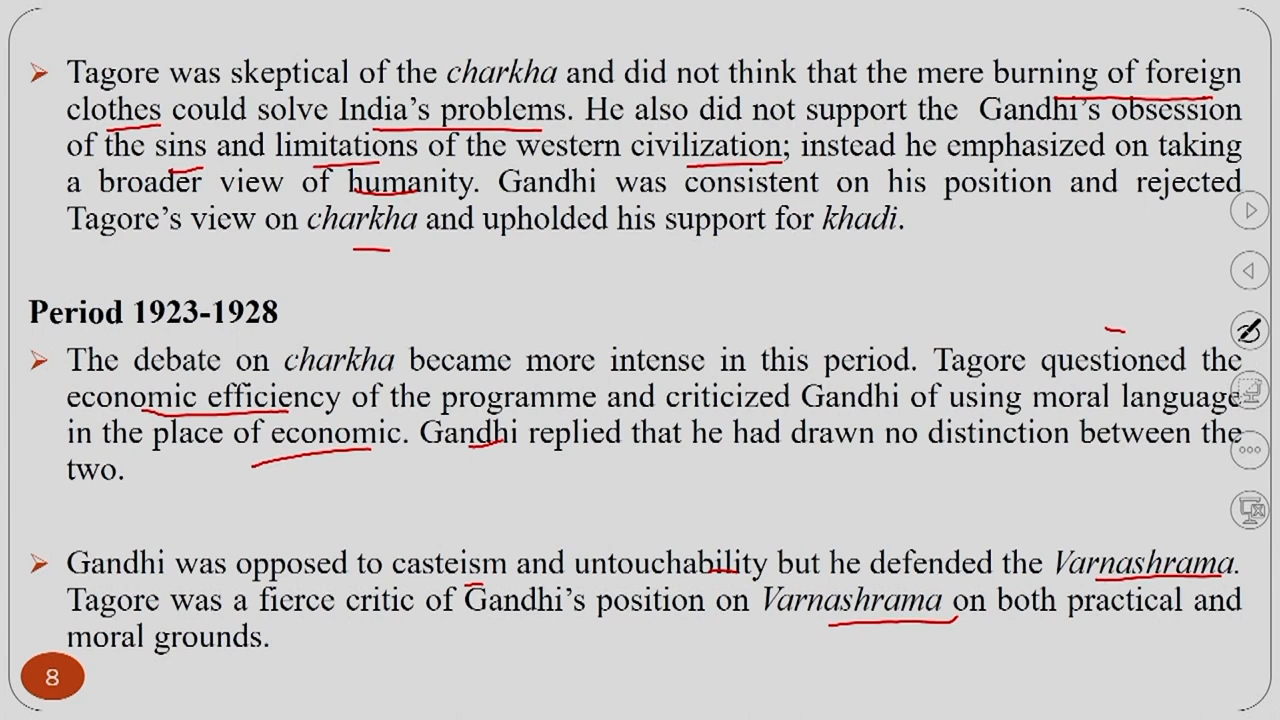 Tagore was skeptical of the charkha and did not think that the mere burning of foreign
clothes could solve India's problems. He also did not support the Gandhi's obsession
of the sins and limitations of the western civilization; instead he emphasized on taking
a broader view of humanity. Gandhi was consistent on his position and rejected
Tagore's view on charkha and upholded his support for khadi.
Period 1923-1928
The debate on charkha became more intense in this period. Tagore questioned the
economic efficiency of the programme and criticized Gandhi of using moral language
in the place of economic. Gandhi replied that he had drawn no distinction between the
two.
Gandhi was opposed to casteism and untouchability but he defended the Varnashrama.
Tagore was a fierce critic of Gandhi's position on Varnashrama on both practical and
moral grounds.
8